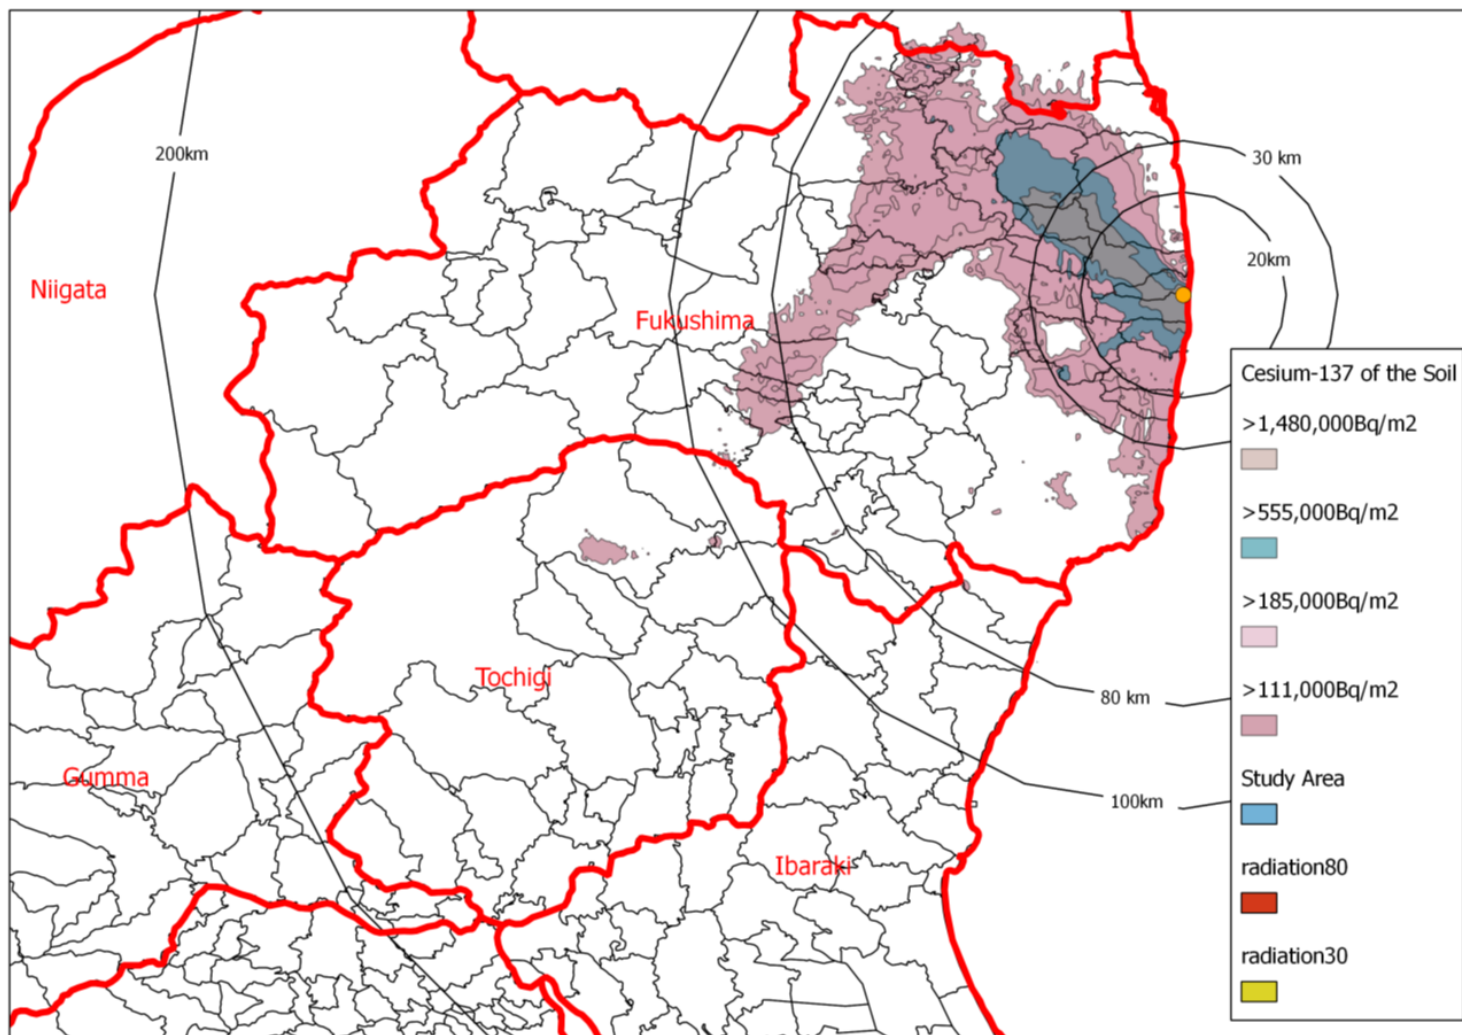 200km
30 km
20km
Niigata
Fukushima
Cesium-137 of the Soil
>1,480,000Bq/m2
>555,000Bq/m2
>185,000Bq/m2
>111,000Bq/m2
Study Area
radiation80
radiation30
Tochigi
80 km
Gumma
100km
Ibaraki